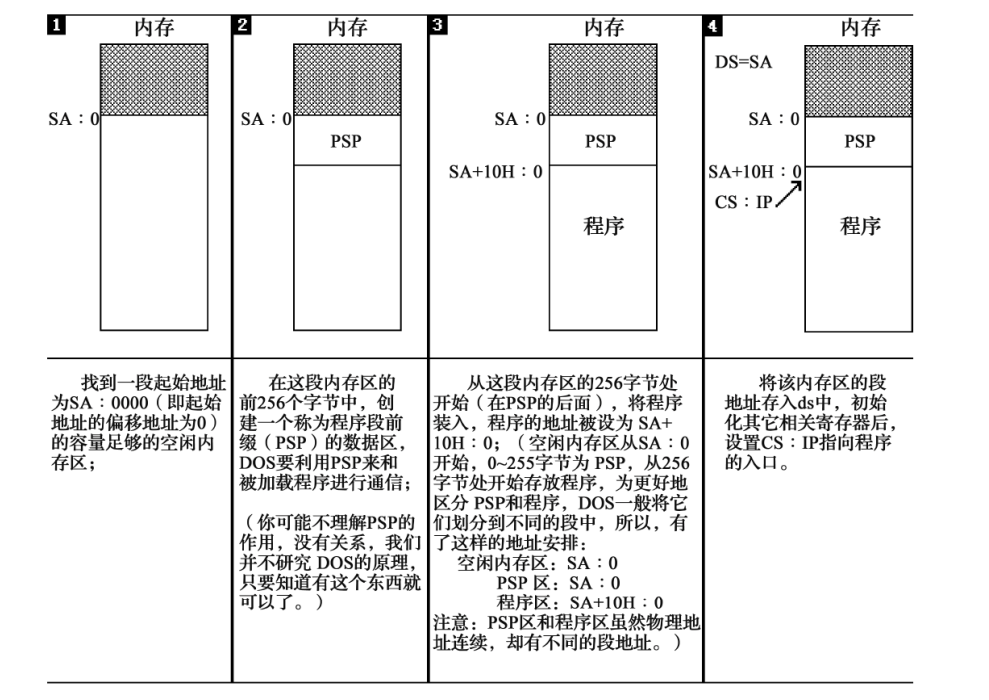 1
内存
SA：0
找到一段起始地址
为SA：0000（即起始
地址的偏移地址为0）
的容量足够的空闲内
存区；
2
内存
SA：0
PSP
在这段内存区的
前256个字节中，创
建一个称为程序段前
缀（PSP）的数据区，
DOS要利用PSP来和
被加载程序进行通信；
（你可能不理解PSP的
作用，没有关系，我们
并不研究 DOS的原理，
只要知道有这个东西就
可以了。）
3
内存
SA：0
PSP
SA+10H：0
程序
从这段内存区的256字节处
开始（在PSP的后面），将程序
装入，程序的地址被设为 SA+
10H：0；（空闲内存区从SA：0
开始，0~255字节为 PSP，从256
字节处开始存放程序，为更好地
区分 PSP和程序，DOS一般将它
们划分到不同的段中，所以，有
了这样的地址安排：
空闲内存区：SA：0
PSP 区：SA：0
程序区：SA+10H：0
注意：PSP区和程序区虽然物理地
址连续，却有不同的段地址。）
4
内存
DS=SA
SA：0
PSP
SA+10H：0
CS：IP
程序
将该内存区的段
地址存入ds中，初始
化其它相关寄存器后，
设置CS：IP指向程序
的入口。